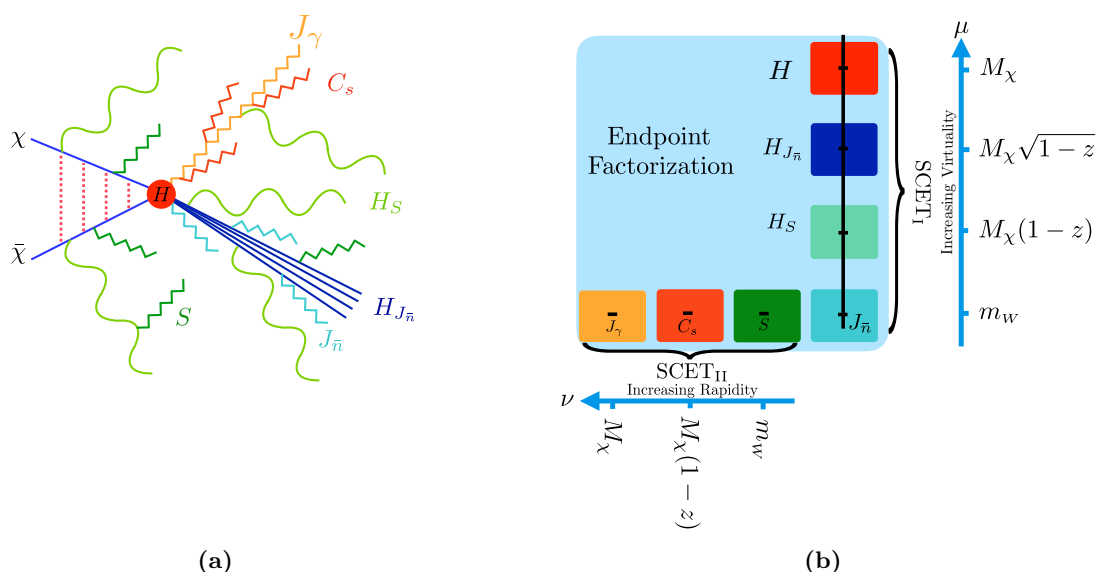 J_γ
C_s
χ
H
H_S
χ̄
S
H_{J_n̄}
J_n̄
(a)
μ
H
M_χ
Endpoint
Factorization
H_{J_n̄}
M_χ√(1 − z)
SCET_I
Increasing Virtuality
H_S
M_χ(1 − z)
J_γ
C̄_s
S̄
J_n̄
m_W
SCET_II
Increasing Rapidity
ν
M_χ
M_χ(1 − z)
m_W
(b)